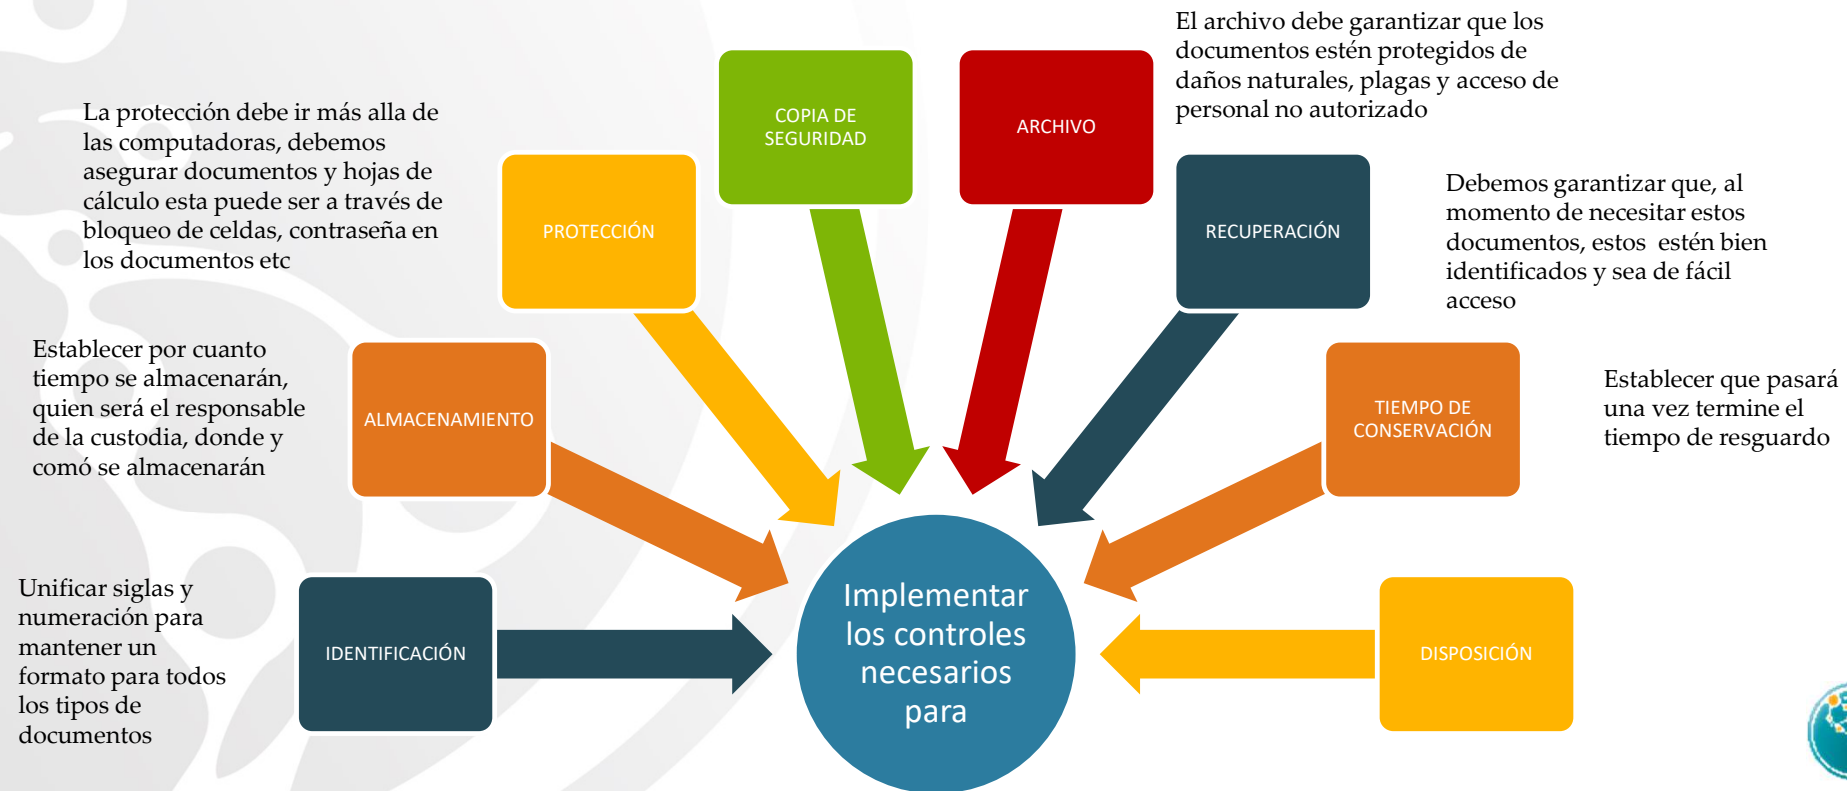 El archivo debe garantizar que los
documentos estén protegidos de
daños naturales, plagas y acceso de
personal no autorizado
La protección debe ir más alla de
las computadoras, debemos
asegurar documentos y hojas de
cálculo esta puede ser a través de
bloqueo de celdas, contraseña en
los documentos etc
COPIA DE
SEGURIDAD
ARCHIVO
PROTECCIÓN
RECUPERACIÓN
Debemos garantizar que, al
momento de necesitar estos
documentos, estos  estén bien
identificados y sea de fácil
acceso
Establecer por cuanto
tiempo se almacenarán,
quien será el responsable
de la custodia, donde y
comó se almacenarán
ALMACENAMIENTO
TIEMPO DE
CONSERVACIÓN
Establecer que pasará
una vez termine el
tiempo de resguardo
Unificar siglas y
numeración para
mantener un
formato para todos
los tipos de
documentos
IDENTIFICACIÓN
Implementar
los controles
necesarios
para
DISPOSICIÓN